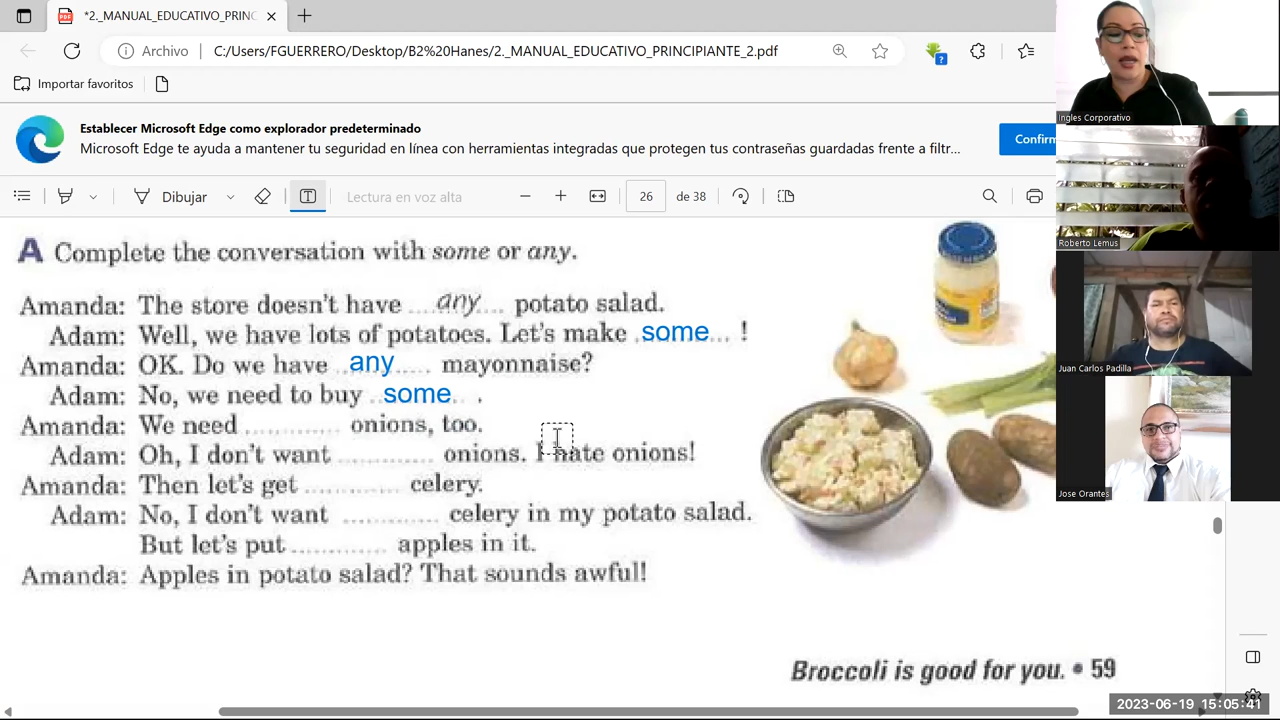 *2._MANUAL_EDUCATIVO_PRINC
Archivo C:/Users/FGUERRERO/Desktop/B2%20Hanes/2._MANUAL_EDUCATIVO_PRINCIPIANTE_2.pdf
Importar favoritos
Establecer Microsoft Edge como explorador predeterminado
Microsoft Edge te ayuda a mantener tu seguridad en línea con herramientas integradas que protegen tus contraseñas guardadas frente a filtr...
Confirm
Dibujar Lectura en voz alta 26 de 38
A Complete the conversation with some or any.
Amanda: The store doesn't have any potato salad.
Adam: Well, we have lots of potatoes. Let's make some !
Amanda: OK. Do we have any mayonnaise?
Adam: No, we need to buy some .
Amanda: We need ............ onions, too.
Adam: Oh, I don't want ............ onions. I hate onions!
Amanda: Then let's get ............ celery.
Adam: No, I don't want ............ celery in my potato salad.
But let's put ............ apples in it.
Amanda: Apples in potato salad? That sounds awful!
Broccoli is good for you. • 59
Ingles Corporativo
Roberto Lemus
Juan Carlos Padilla
Jose Orantes
2023-06-19 15:05:41